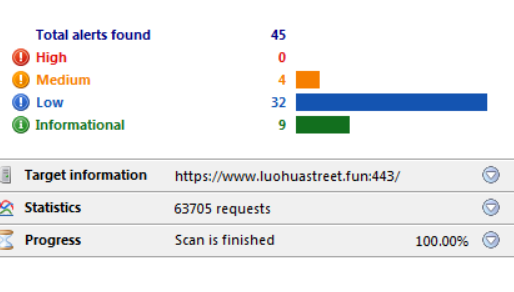 Total alerts found 45
High 0
Medium 4
Low 32
Informational 9
Target information https://www.luohuastreet.fun:443/
Statistics 63705 requests
Progress Scan is finished 100.00%